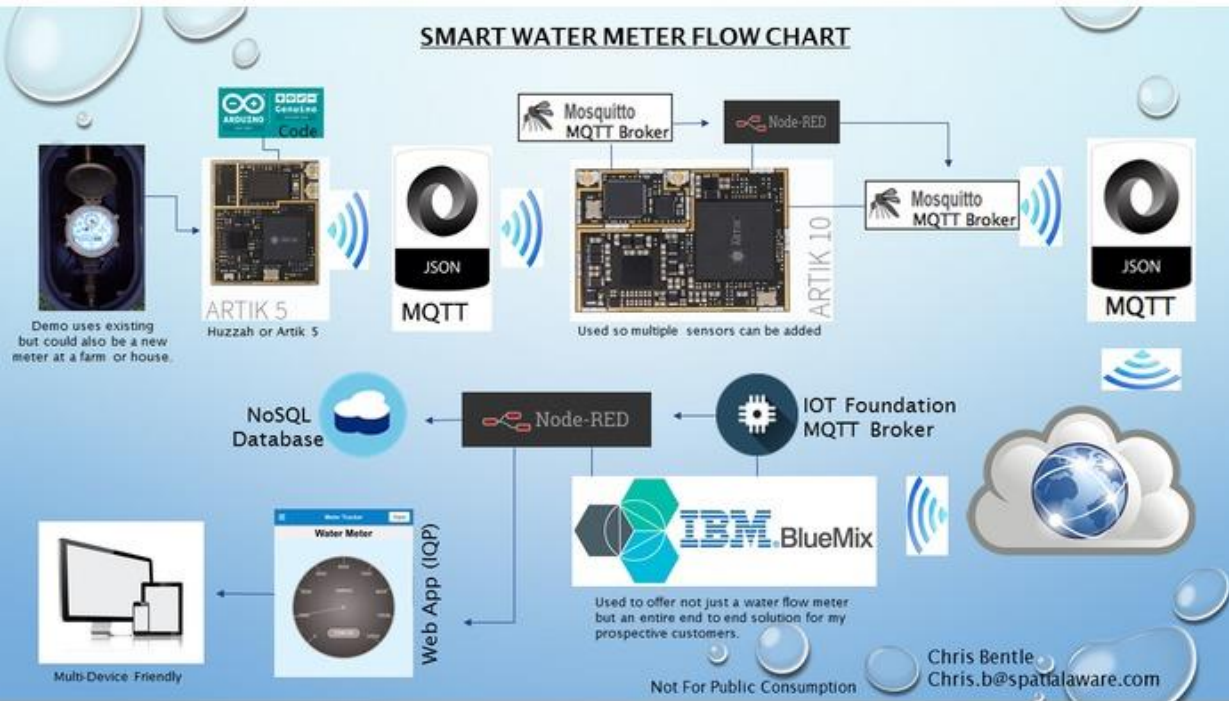 SMART WATER METER FLOW CHART
ARDUINO
Genuino
Code
Mosquitto
MQTT Broker
Node-RED
Mosquitto
MQTT Broker
JSON
MQTT
JSON
MQTT
ARTIK 5
Huzzah or Artik 5
ARTIK 10
Used so multiple sensors can be added
Demo uses existing
but could also be a new
meter at a farm or house.
NoSQL
Database
Node-RED
IOT Foundation
MQTT Broker
IBM.BlueMix
Used to offer not just a water flow meter
but an entire end to end solution for my
prospective customers.
Water Meter
Web App (IQP)
Multi-Device Friendly
Not For Public Consumption
Chris Bentle
Chris.b@spatialaware.com